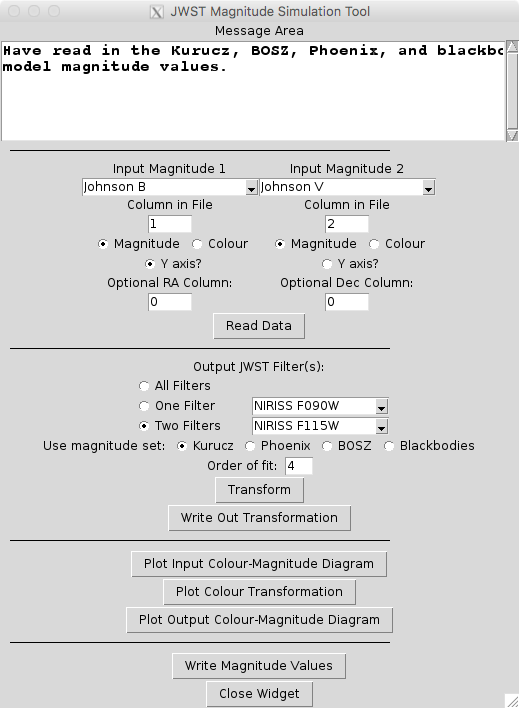 JWST Magnitude Simulation Tool
Message Area
Have read in the Kurucz, BOSZ, Phoenix, and
model magnitude values.
Input Magnitude 1 Input Magnitude 2
Johnson B Johnson V
Column in File Column in File
1 2
Magnitude Colour Magnitude Colour
Y axis? Y axis?
Optional RA Column: Optional Dec Column:
0 0
Read Data
Output JWST Filter(s):
All Filters
One Filter NIRISS F090W
Two Filters NIRISS F115W
Use magnitude set: Kurucz Phoenix BOSZ Blackbodies
Order of fit: 4
Transform
Write Out Transformation
Plot Input Colour-Magnitude Diagram
Plot Colour Transformation
Plot Output Colour-Magnitude Diagram
Write Magnitude Values
Close Widget